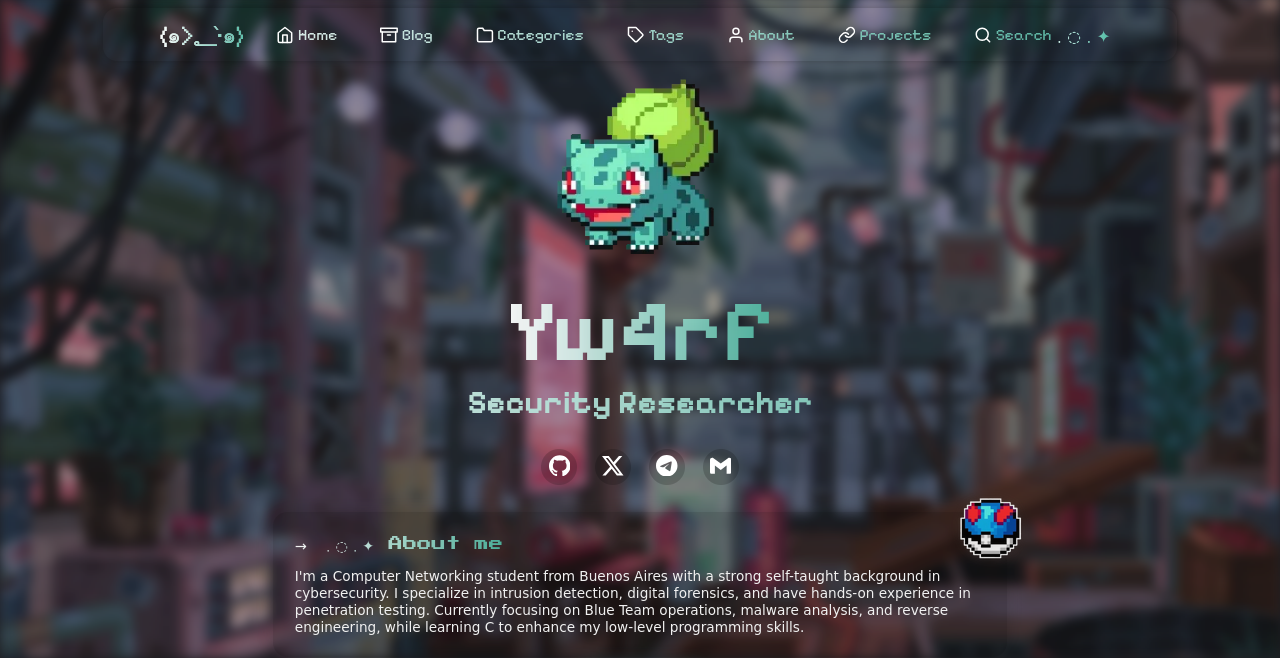 Home Blog Categories Tags About Projects Search
Yw4rf
Security Researcher
→ About me
I'm a Computer Networking student from Buenos Aires with a strong self-taught background in
cybersecurity. I specialize in intrusion detection, digital forensics, and have hands-on experience in
penetration testing. Currently focusing on Blue Team operations, malware analysis, and reverse
engineering, while learning C to enhance my low-level programming skills.